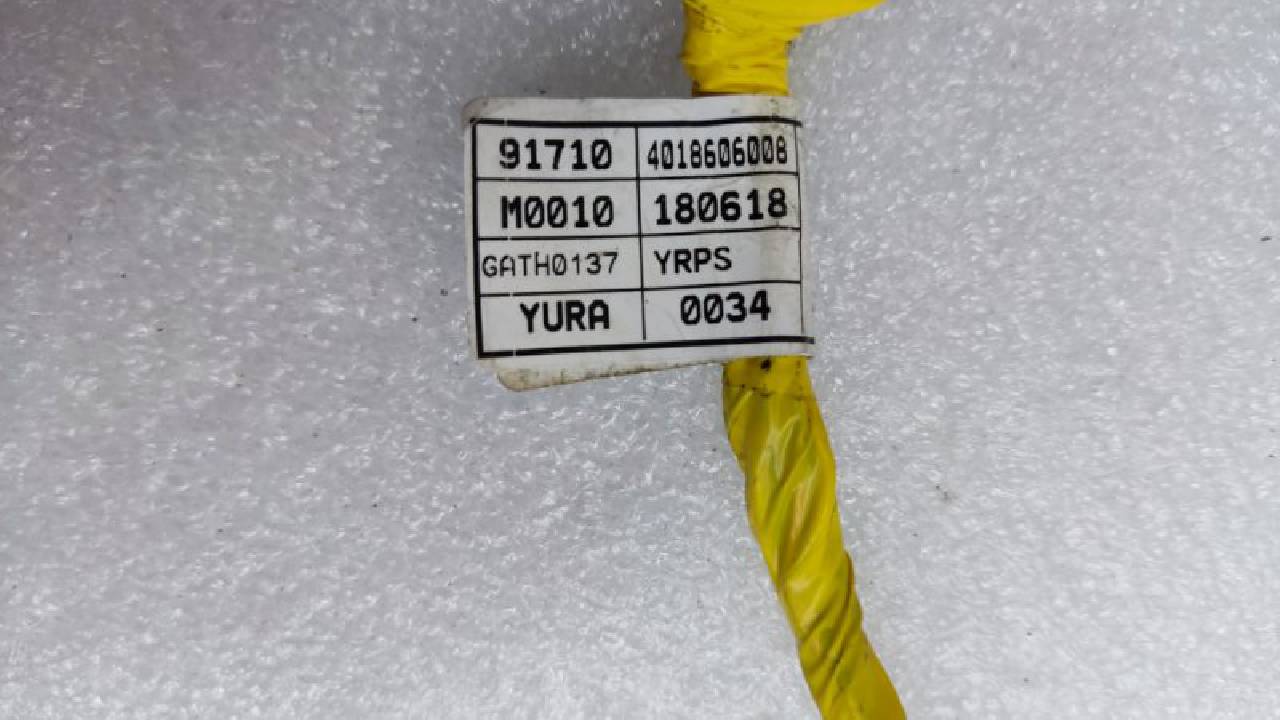 91710 4018606008
M0010 180618
GATH0137 YRPS
YURA 0034